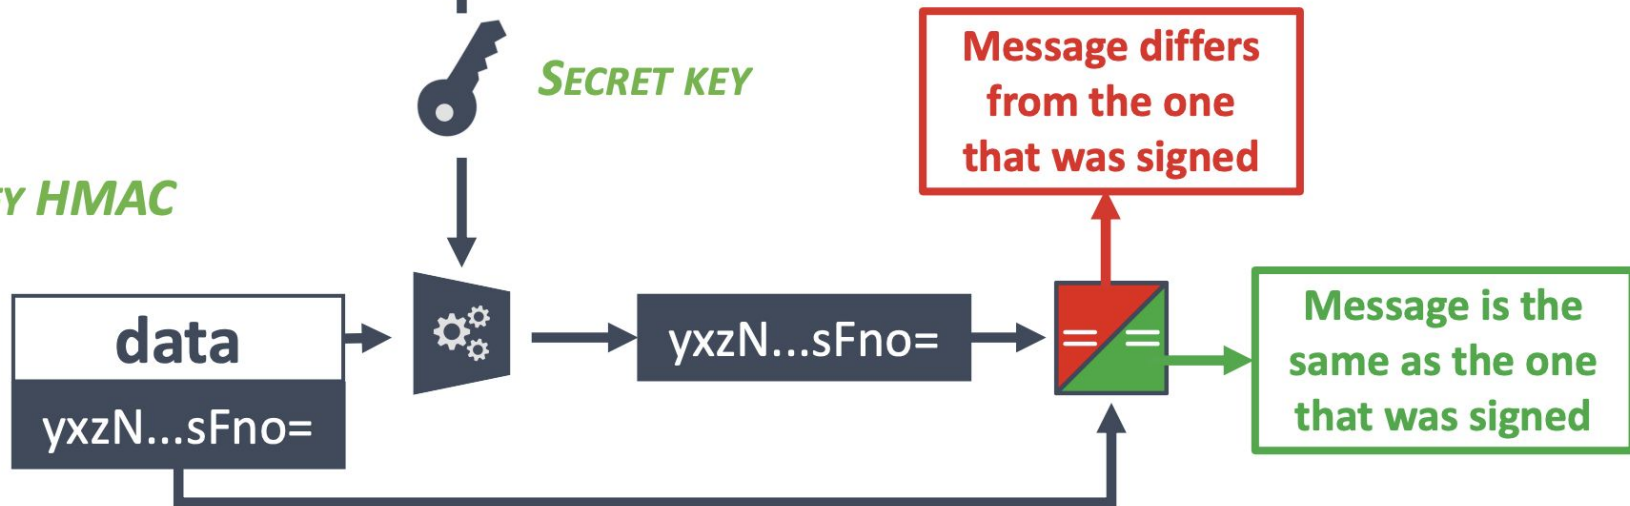 Message differs
from the one
that was signed
SECRET KEY
HMAC
data
yxzN...sFno=
yxzN...sFno=
= =
Message is the
same as the one
that was signed